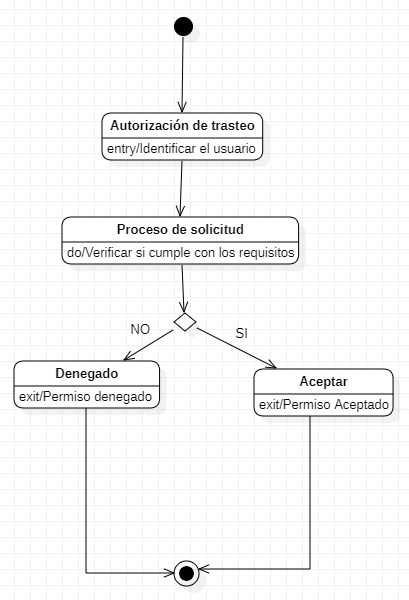 Autorización de trasteo
entry/Identificar el usuario
Proceso de solicitud
do/Verificar si cumple con los requisitos
NO
SI
Denegado
exit/Permiso denegado
Aceptar
exit/Permiso Aceptado